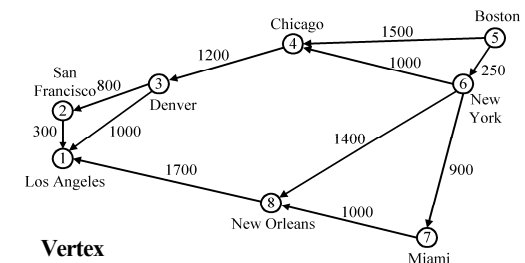 Boston
Chicago
1500
5
4
1200
1000
250
San
Francisco
800
3
6
New
York
Denver
2
300
1000
1
1400
Los Angeles
1700
900
8
New Orleans
1000
7
Miami
Vertex